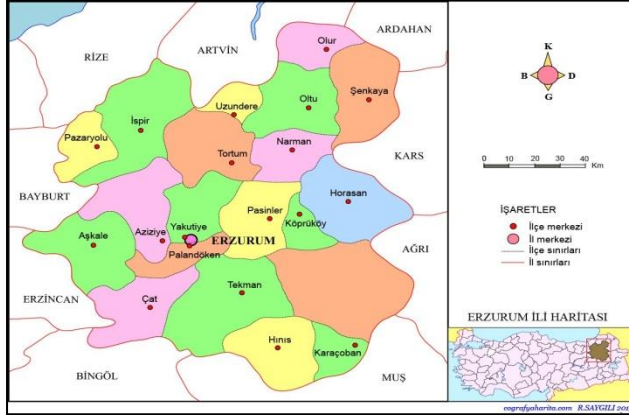 ARDAHAN
ARTVİN
RİZE
Olur
Şenkaya
Oltu
Uzundere
İspir
Pazaryolu
Narman
Tortum
KARS
BAYBURT
Horasan
Pasinler
Köprüköy
Yakutiye
Aziziye
ERZURUM
Aşkale
Palandöken
AĞRI
ERZİNCAN
Tekman
Çat
Hınıs
Karaçoban
BİNGÖL
MUŞ
K
B D
G
0 10 20 30 40
Km
İŞARETLER
İlçe merkezi
İl merkezi
İlçe sınırları
İl sınırları
ERZURUM İLİ HARİTASI
cografyaharita.com R.SAYGILI